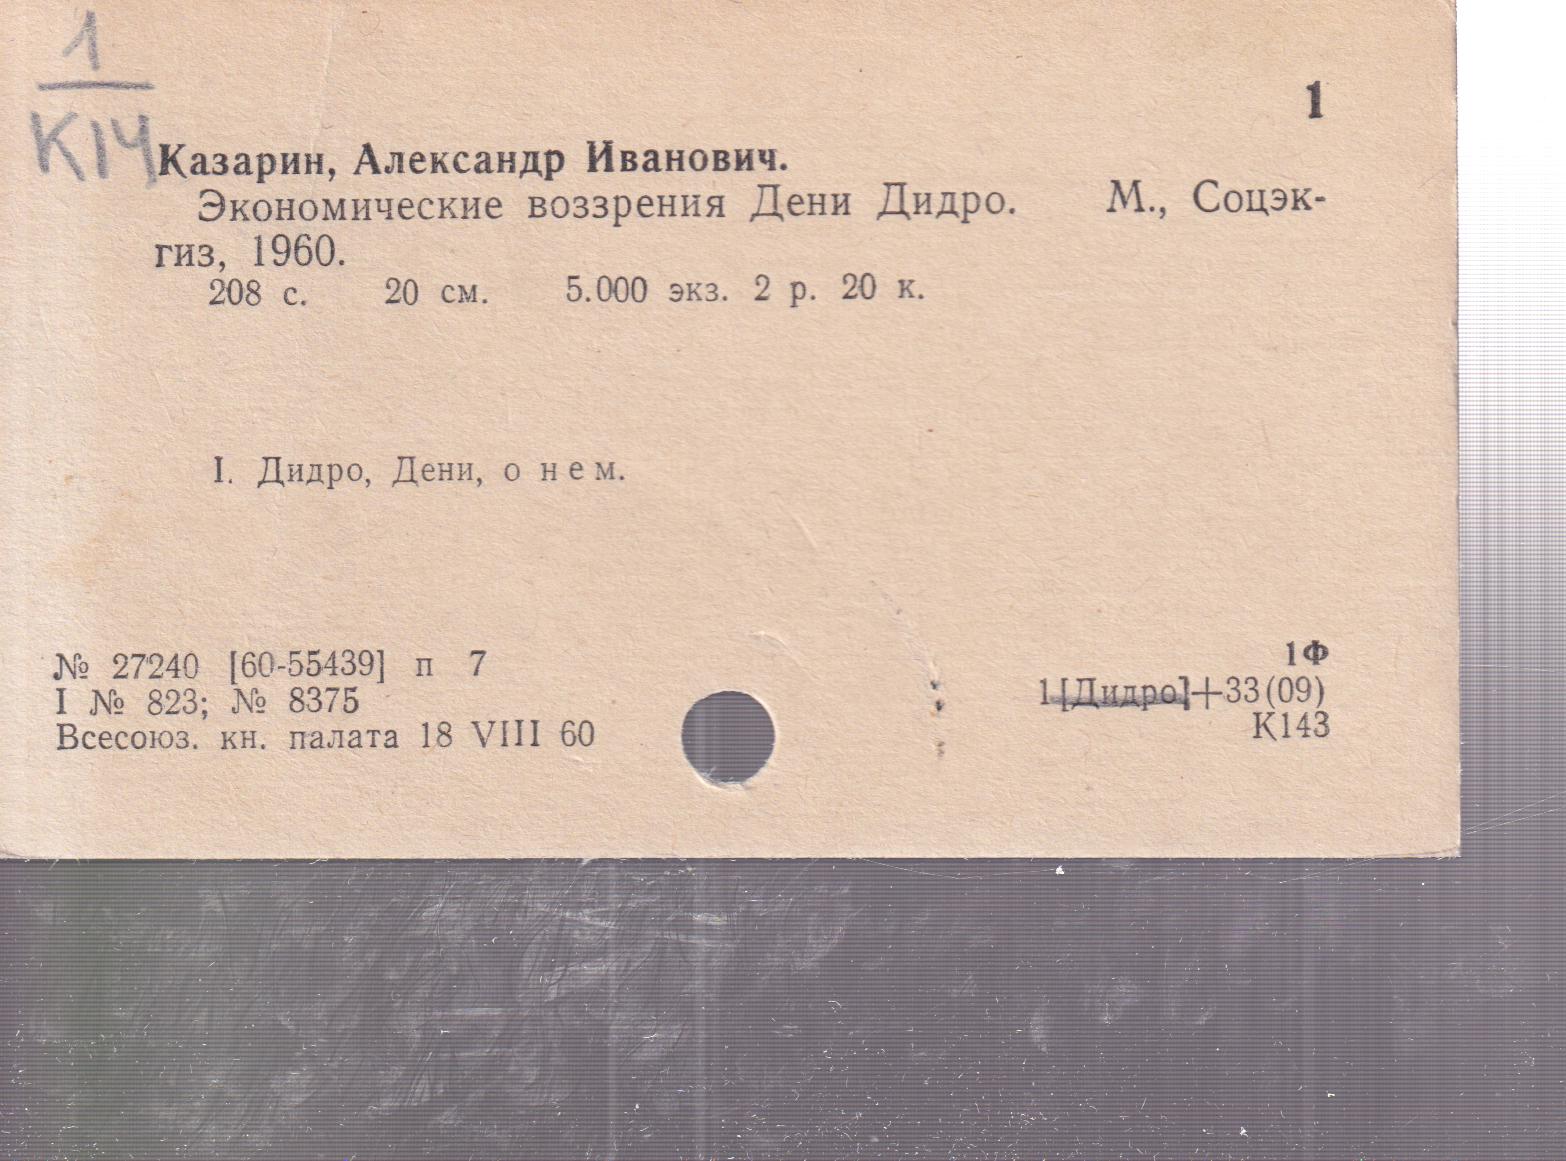 1
К14
1
Казарин, Александр Иванович.
Экономические воззрения Дени Дидро. М., Соцэк-
гиз, 1960.
208 с. 20 см. 5.000 экз. 2 р. 20 к.
I. Дидро, Дени, о нем.
№ 27240 [60-55439] п 7
I № 823; № 8375
Всесоюз. кн. палата 18 VIII 60
1Ф
1[Дидро]+33(09)
К143